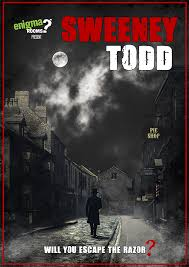 enigma
ROOMS
PRESENT
SWEENEY
TODD
PIE
SHOP
WILL YOU ESCAPE THE RAZOR?